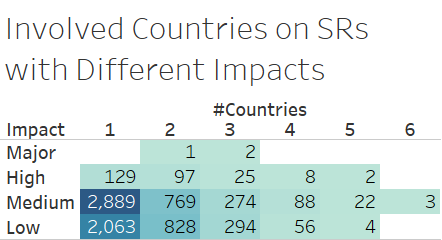 Involved Countries on SRs
with Different Impacts
#Countries
Impact 1 2 3 4 5 6
Major 1 2
High 129 97 25 8 2
Medium 2,889 769 274 88 22 3
Low 2,063 828 294 56 4